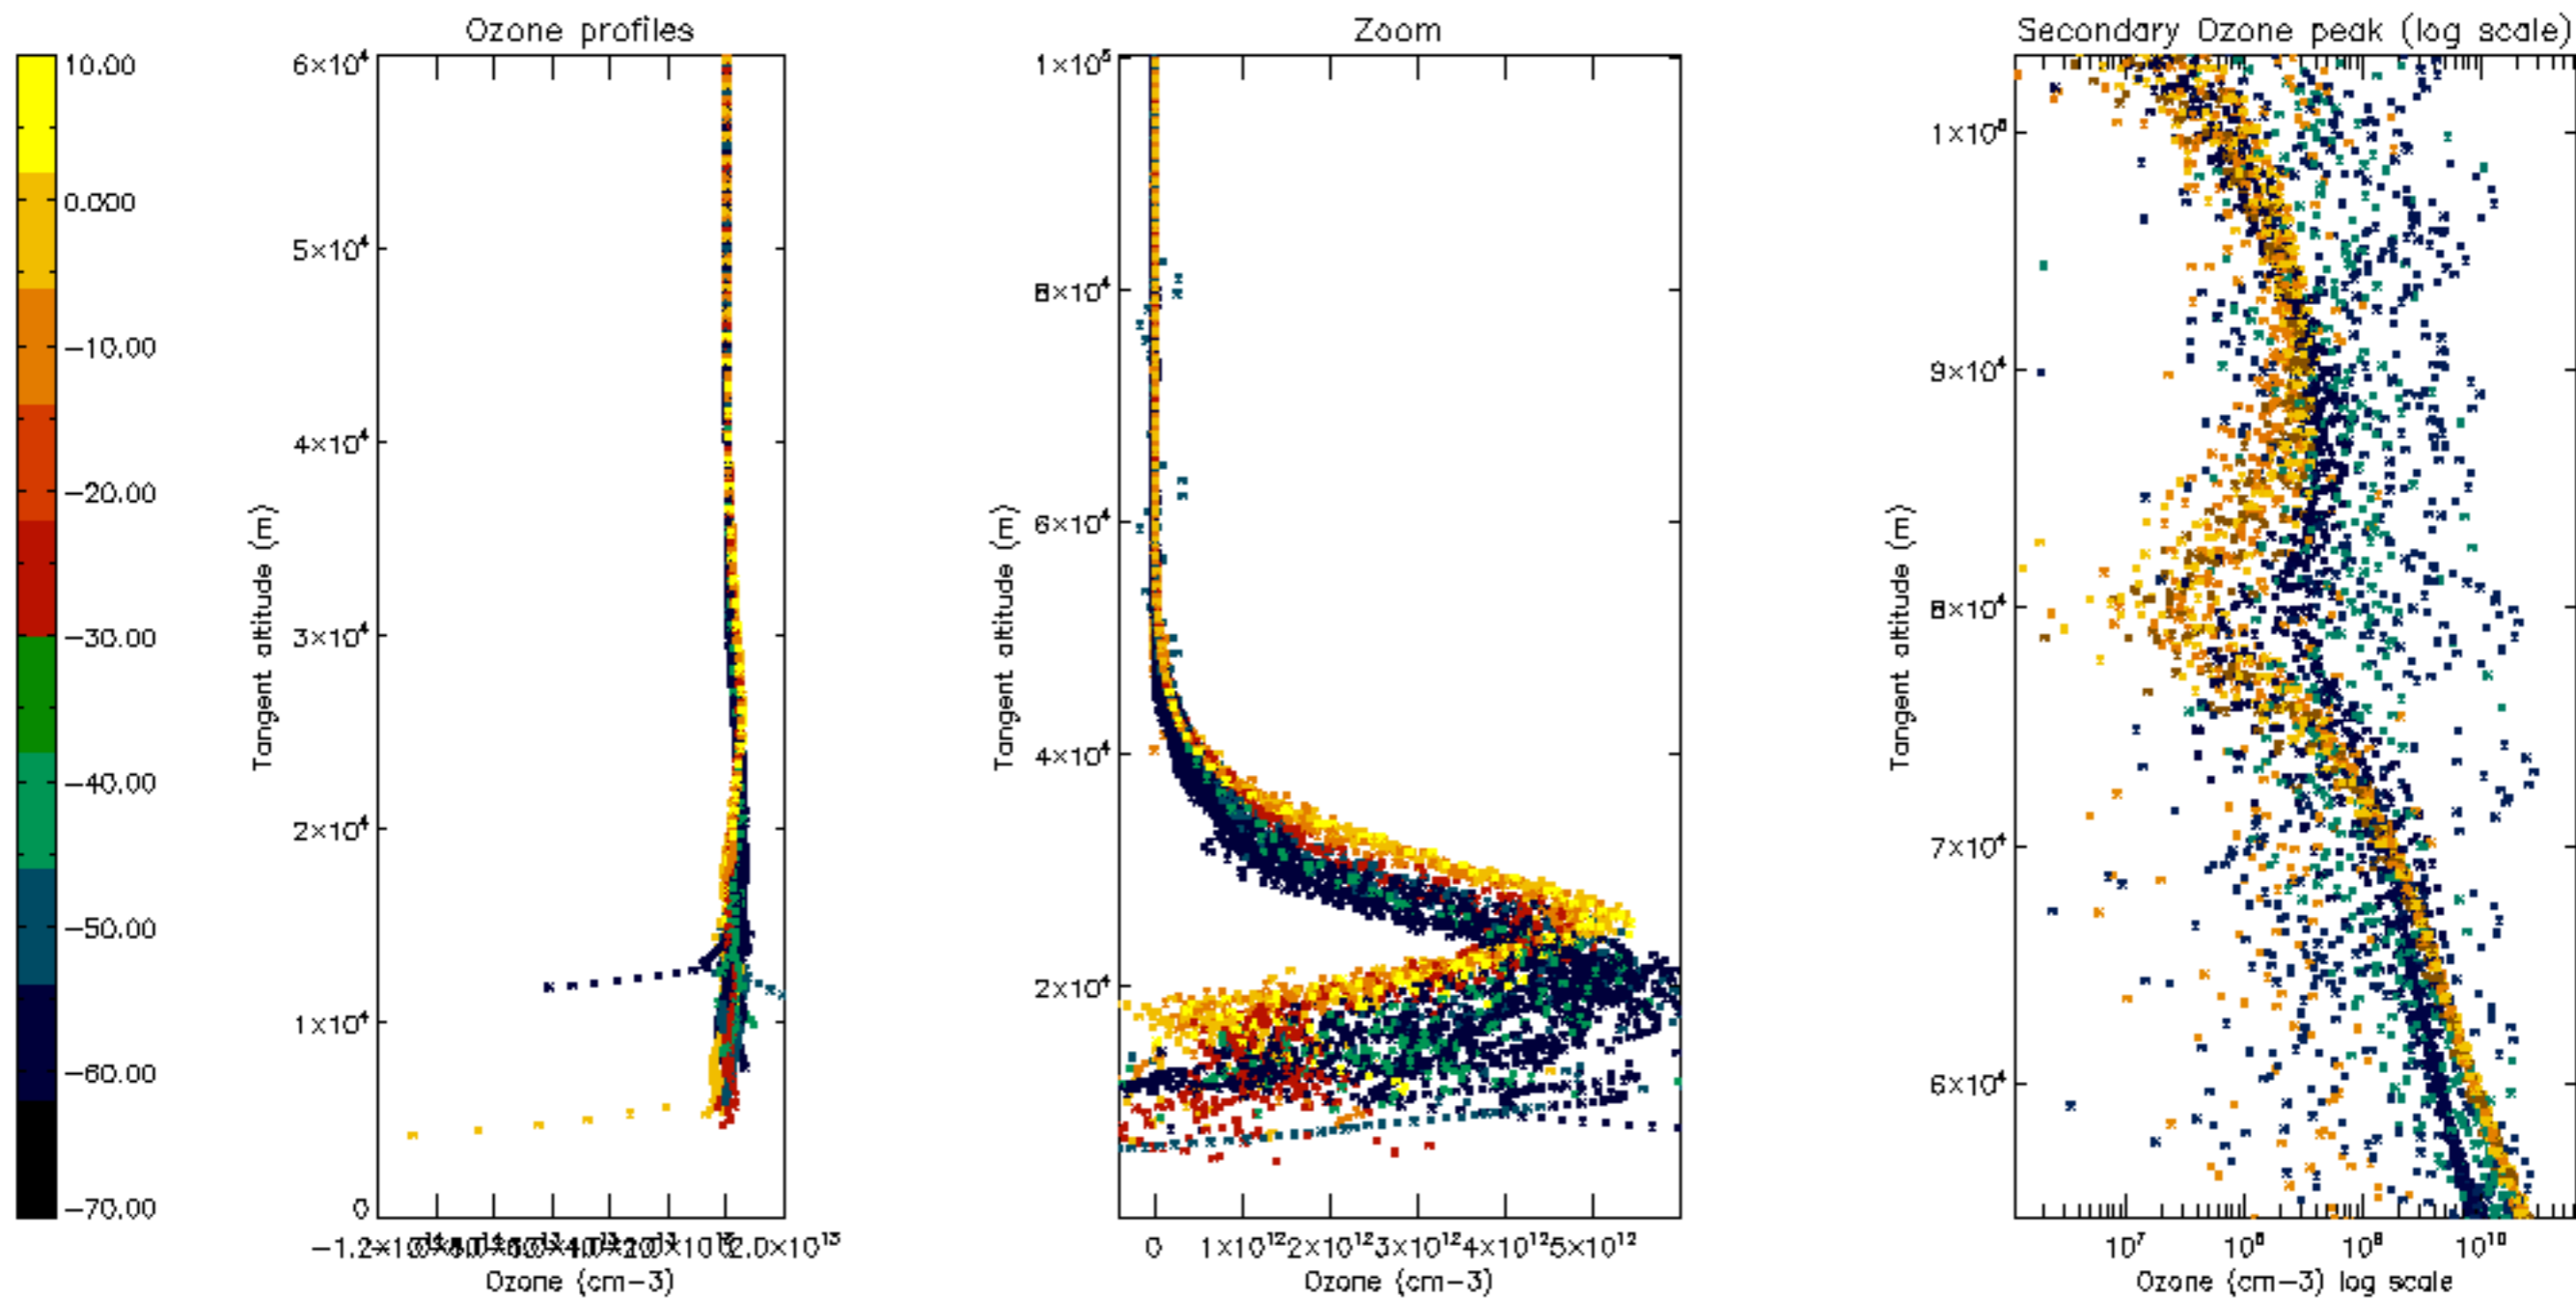 Ozone profiles
Zoom
Secondary Ozone peak (log scale)
10.00
0.000
−10.00
−20.00
−30.00
−40.00
−50.00
−60.00
−70.00
Tangent altitude (m)
6×10⁴
5×10⁴
4×10⁴
3×10⁴
2×10⁴
1×10⁴
0
2.0×10¹³
Ozone (cm−3)
Tangent altitude (m)
1×10⁵
8×10⁴
6×10⁴
4×10⁴
2×10⁴
0 1×10¹² 2×10¹² 3×10¹² 4×10¹² 5×10¹²
Ozone (cm−3)
Tangent altitude (m)
9×10⁴
8×10⁴
7×10⁴
6×10⁴
10⁷ 10⁸ 10⁹ 10¹⁰
Ozone (cm−3) log scale